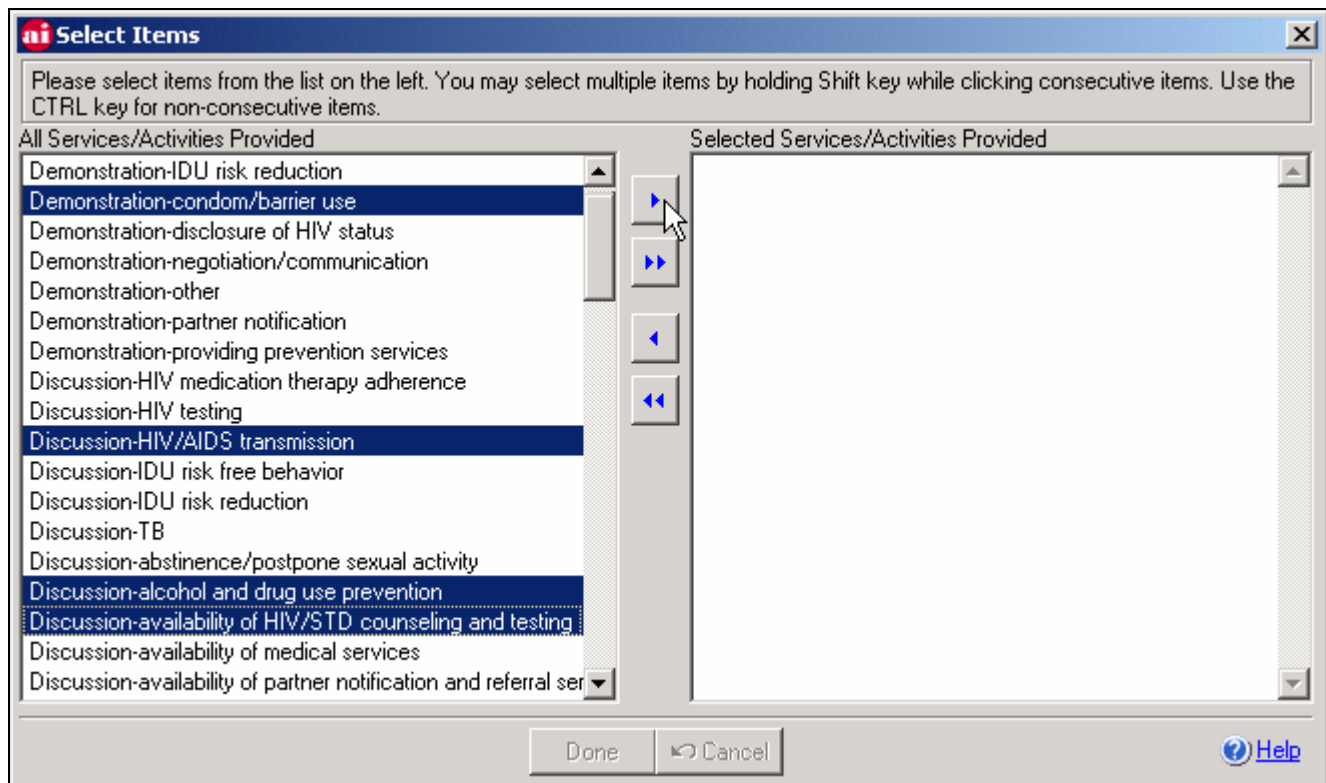 ai Select Items
Please select items from the list on the left. You may select multiple items by holding Shift key while clicking consecutive items. Use the
CTRL key for non-consecutive items.
All Services/Activities Provided
Demonstration-IDU risk reduction
Demonstration-condom/barrier use
Demonstration-disclosure of HIV status
Demonstration-negotiation/communication
Demonstration-other
Demonstration-partner notification
Demonstration-providing prevention services
Discussion-HIV medication therapy adherence
Discussion-HIV testing
Discussion-HIV/AIDS transmission
Discussion-IDU risk free behavior
Discussion-IDU risk reduction
Discussion-TB
Discussion-abstinence/postpone sexual activity
Discussion-alcohol and drug use prevention
Discussion-availability of HIV/STD counseling and testing
Discussion-availability of medical services
Discussion-availability of partner notification and referral ser
Selected Services/Activities Provided
Done
Cancel
Help